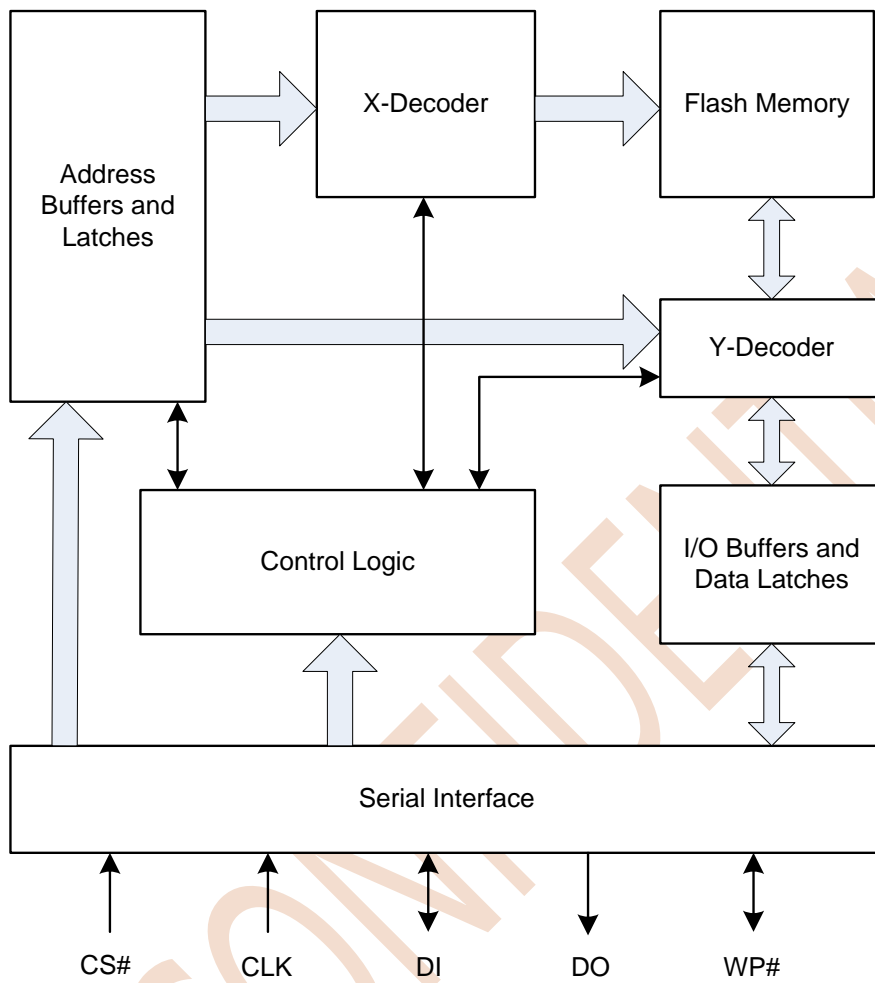 X-Decoder
Flash Memory
Address
Buffers and
Latches
Y-Decoder
Control Logic
I/O Buffers and
Data Latches
Serial Interface
CS#
CLK
DI
DO
WP#